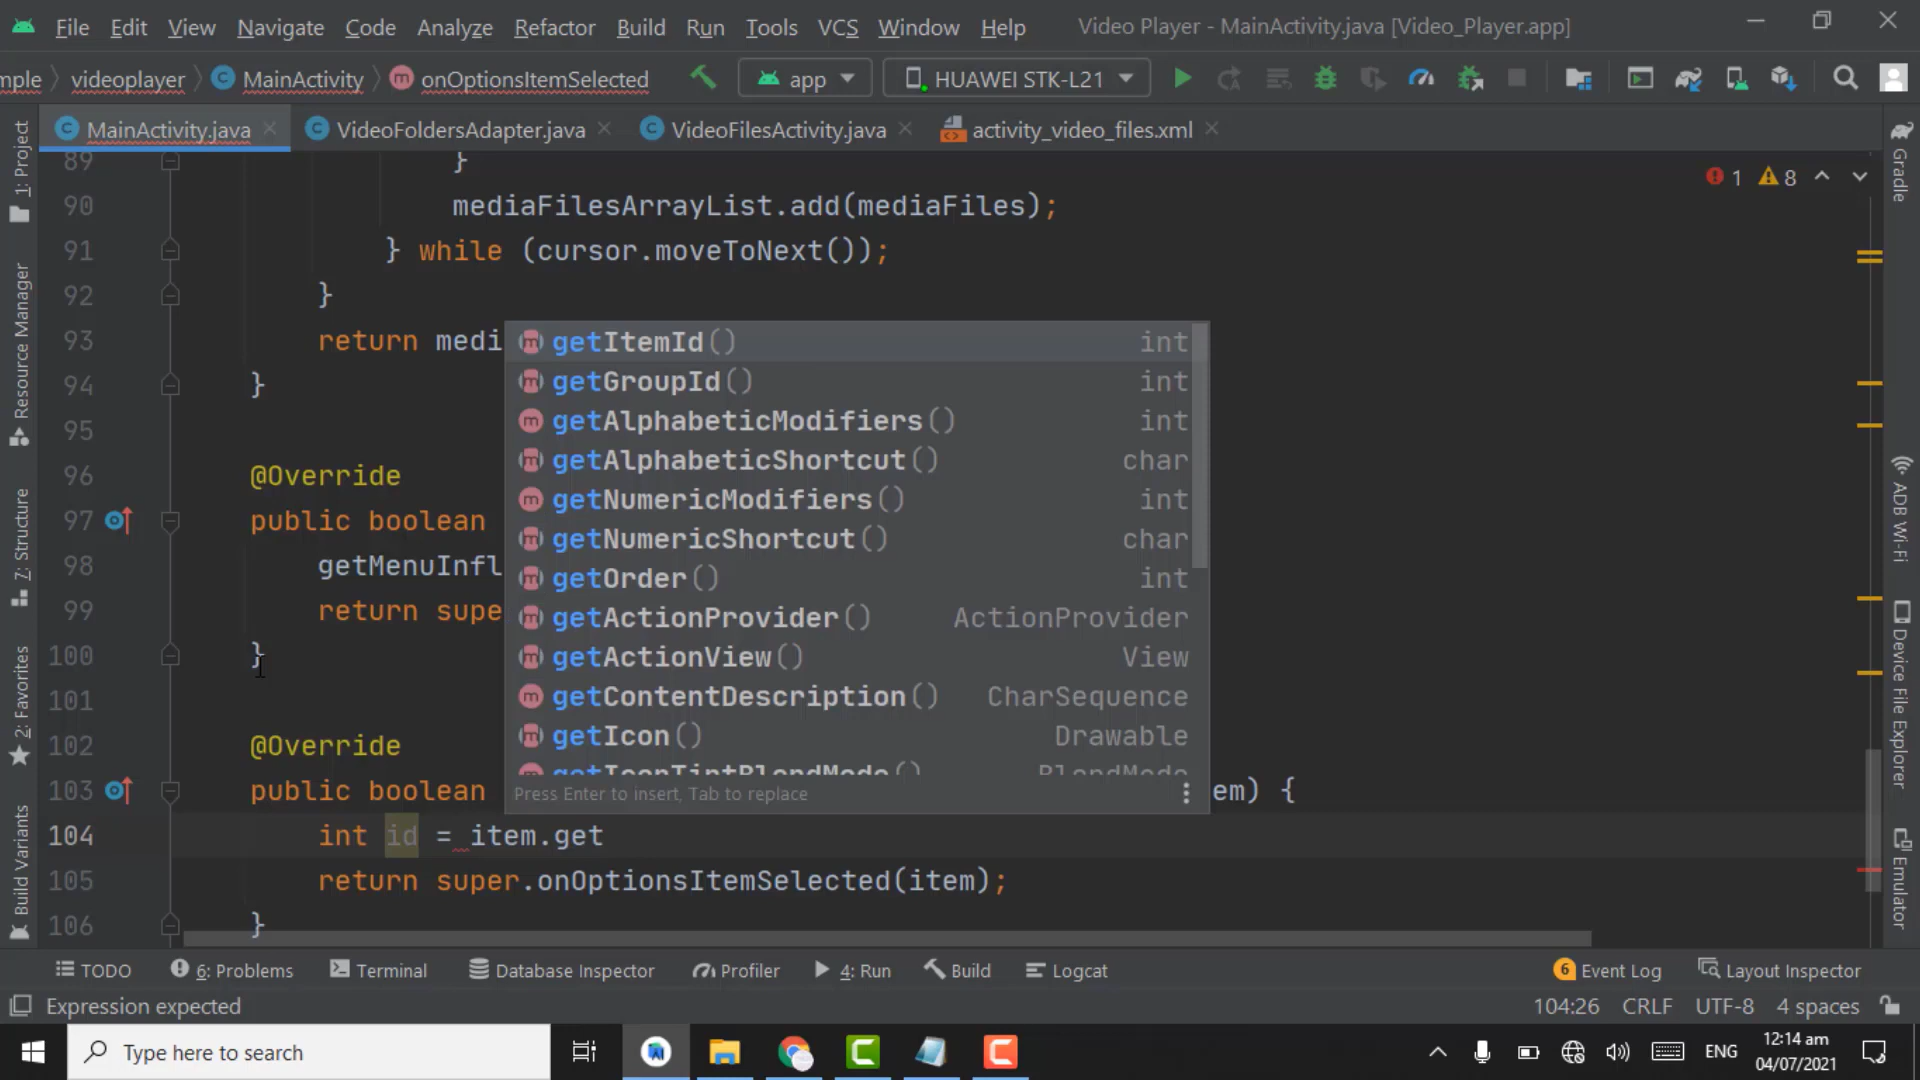 File Edit View Navigate Code Analyze Refactor Build Run Tools VCS Window Help Video Player - MainActivity.java [Video_Player.app]
mple videoplayer MainActivity onOptionsItemSelected app HUAWEI STK-L21
MainActivity.java VideoFoldersAdapter.java VideoFilesActivity.java activity_video_files.xml
1: Project
Resource Manager
7: Structure
2: Favorites
Build Variants
1 8
89 }
90 mediaFilesArrayList.add(mediaFiles);
91 } while (cursor.moveToNext());
92 }
93 return medi
94 }
95
96 @Override
97 public boolean
98 getMenuInfl
99 return supe
100 }
101
102 @Override
103 public boolean em) {
104 int id = item.get
105 return super.onOptionsItemSelected(item);
106 }
getItemId() int
getGroupId() int
getAlphabeticModifiers() int
getAlphabeticShortcut() char
getNumericModifiers() int
getNumericShortcut() char
getOrder() int
getActionProvider() ActionProvider
getActionView() View
getContentDescription() CharSequence
getIcon() Drawable
getIconTintBlendMode() BlendMode
Press Enter to insert, Tab to replace
Gradle
ADB Wi-Fi
Device File Explorer
Emulator
TODO 6: Problems Terminal Database Inspector Profiler 4: Run Build Logcat 6 Event Log Layout Inspector
Expression expected 104:26 CRLF UTF-8 4 spaces
Type here to search ENG 12:14 am
04/07/2021